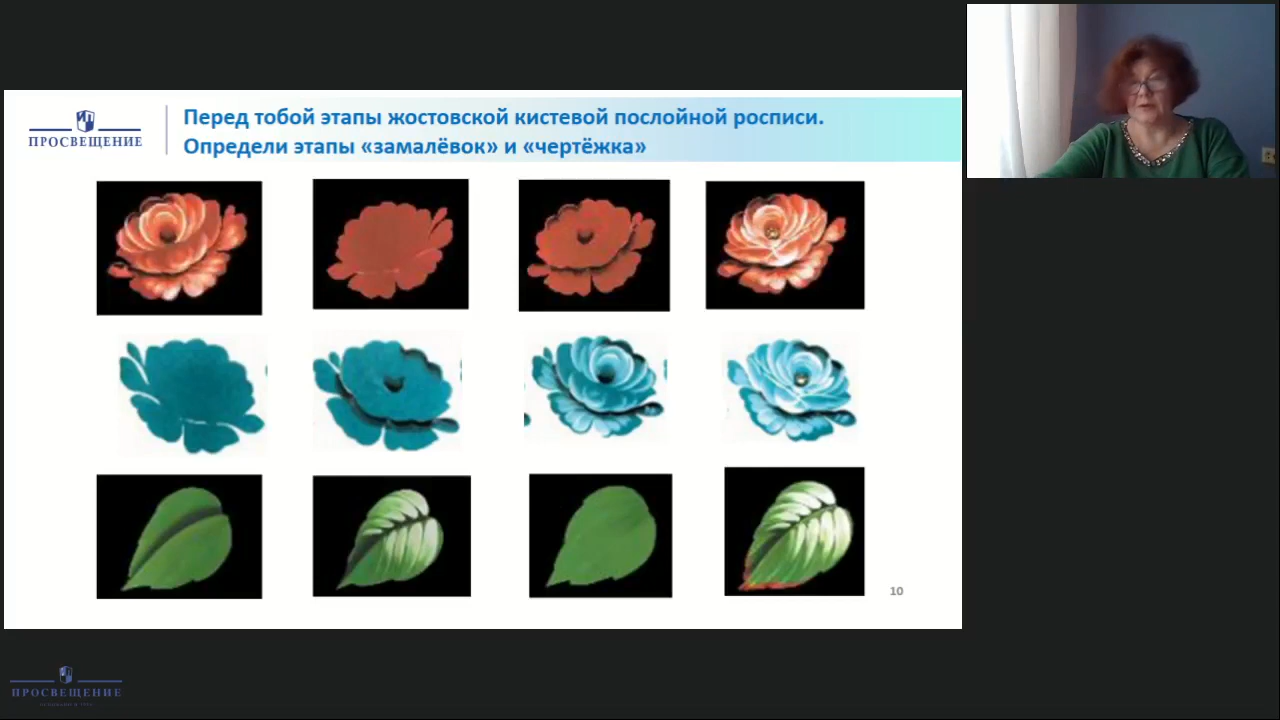 ПРОСВЕЩЕНИЕ
Перед тобой этапы жостовской кистевой послойной росписи.
Определи этапы «замалёвок» и «чертёжка»
10
ПРОСВЕЩЕНИЕ